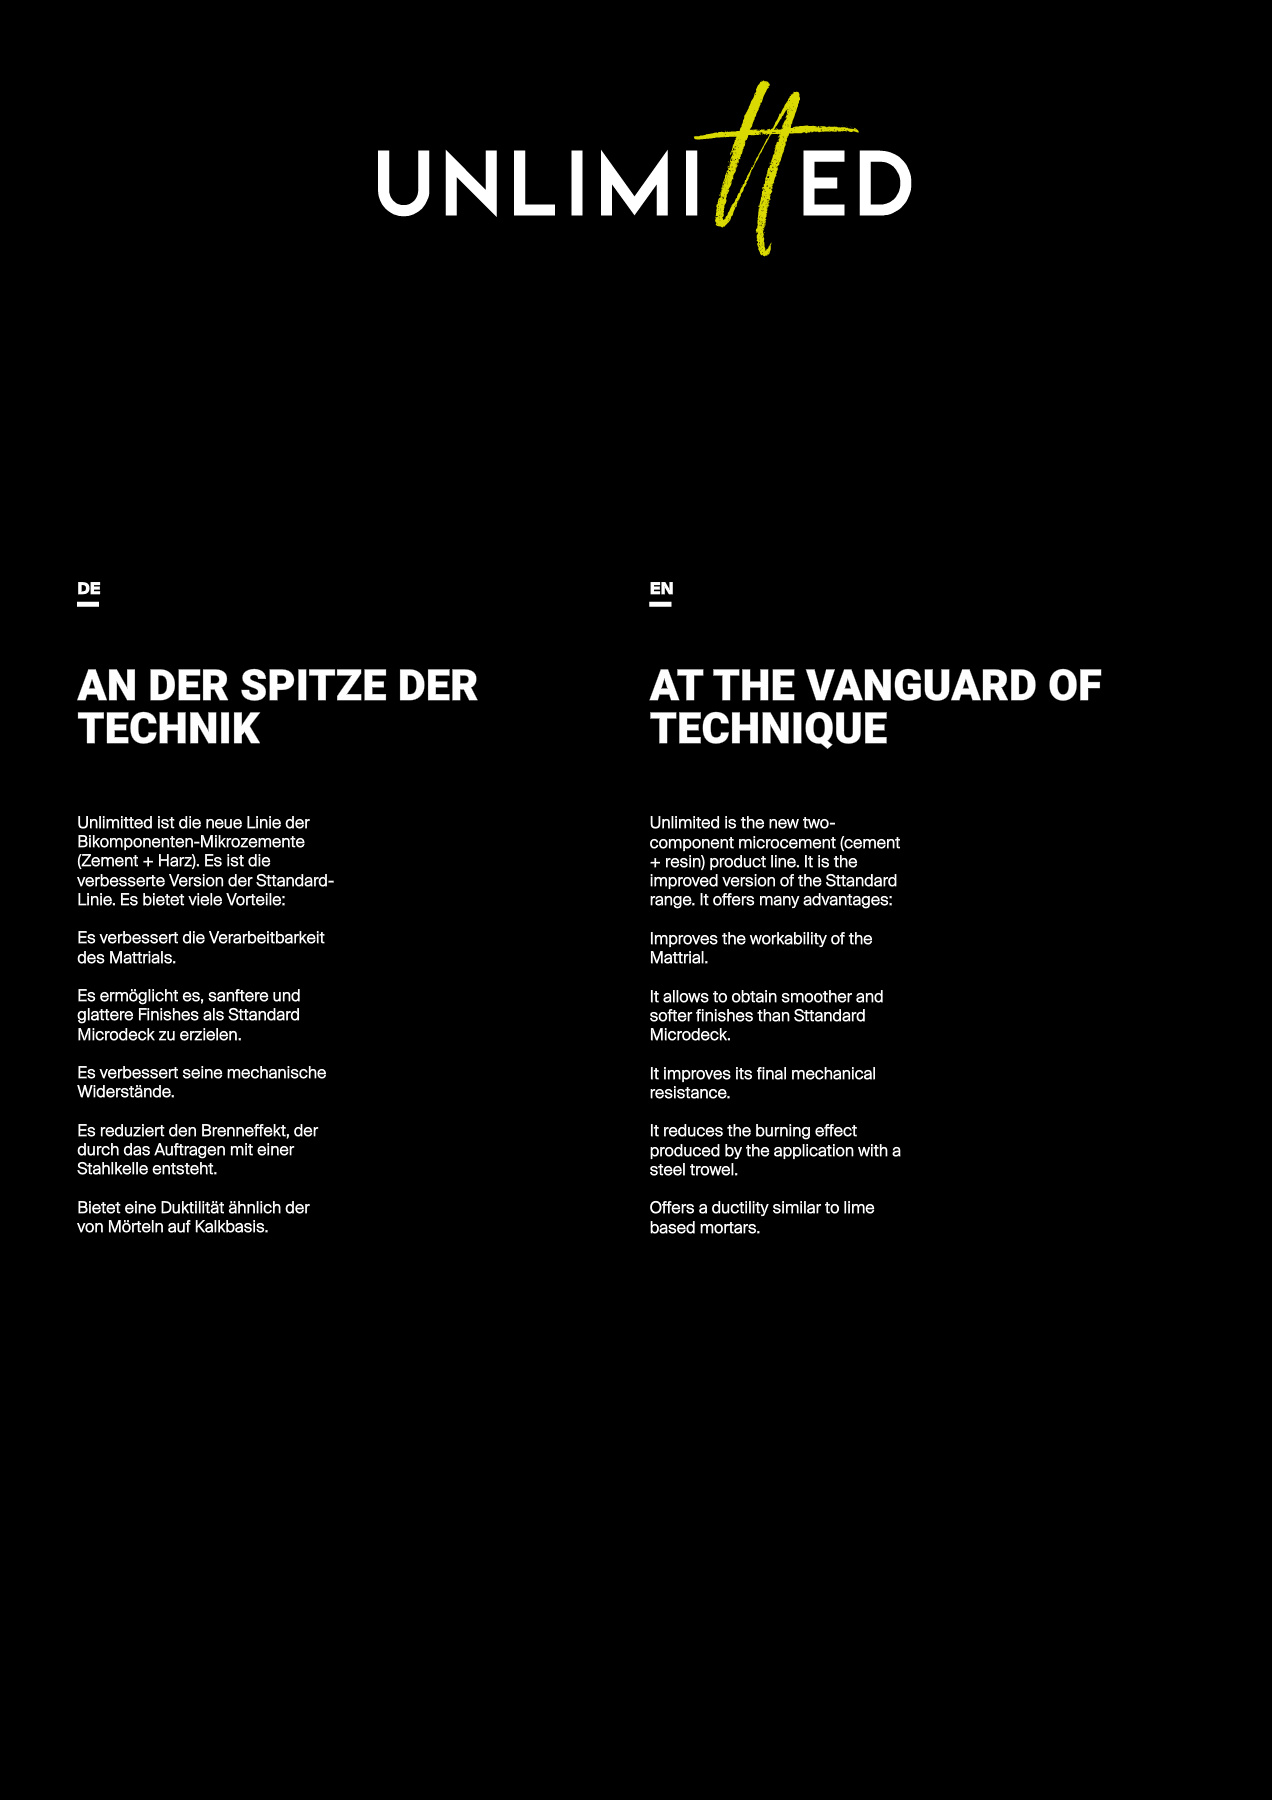 UNLIMITTED
DE
AN DER SPITZE DER
TECHNIK
Unlimitted ist die neue Linie der
Bikomponenten-Mikrozemente
(Zement + Harz). Es ist die
verbesserte Version der Sttandard-
Linie. Es bietet viele Vorteile:
Es verbessert die Verarbeitbarkeit
des Mattrials.
Es ermöglicht es, sanftere und
glattere Finishes als Sttandard
Microdeck zu erzielen.
Es verbessert seine mechanische
Widerstände.
Es reduziert den Brenneffekt, der
durch das Auftragen mit einer
Stahlkelle entsteht.
Bietet eine Duktilität ähnlich der
von Mörteln auf Kalkbasis.
EN
AT THE VANGUARD OF
TECHNIQUE
Unlimited is the new two-
component microcement (cement
+ resin) product line. It is the
improved version of the Sttandard
range. It offers many advantages:
Improves the workability of the
Mattrial.
It allows to obtain smoother and
softer finishes than Sttandard
Microdeck.
It improves its final mechanical
resistance.
It reduces the burning effect
produced by the application with a
steel trowel.
Offers a ductility similar to lime
based mortars.